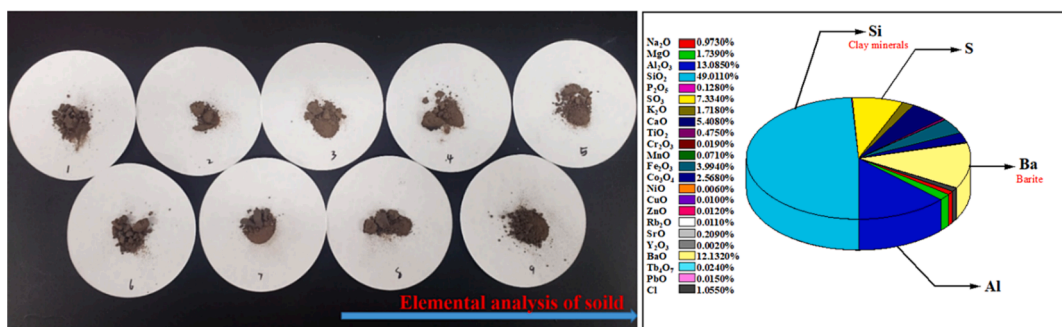 1
2
3
4
5
6
7
8
9
Elemental analysis of soild
Na₂O 0.9730%
MgO 1.7390%
Al₂O₃ 13.0850%
SiO₂ 49.0110%
P₂O₅ 0.1280%
SO₃ 7.3340%
K₂O 1.7180%
CaO 5.4080%
TiO₂ 0.4750%
Cr₂O₃ 0.0190%
MnO 0.0710%
Fe₂O₃ 3.9940%
Co₃O₄ 2.5680%
NiO 0.0060%
CuO 0.0100%
ZnO 0.0120%
Rb₂O 0.0110%
SrO 0.2090%
Y₂O₃ 0.0020%
BaO 12.1320%
Tb₄O₇ 0.0240%
PbO 0.0150%
Cl 1.0550%
Si
Clay minerals
S
Ba
Barite
Al